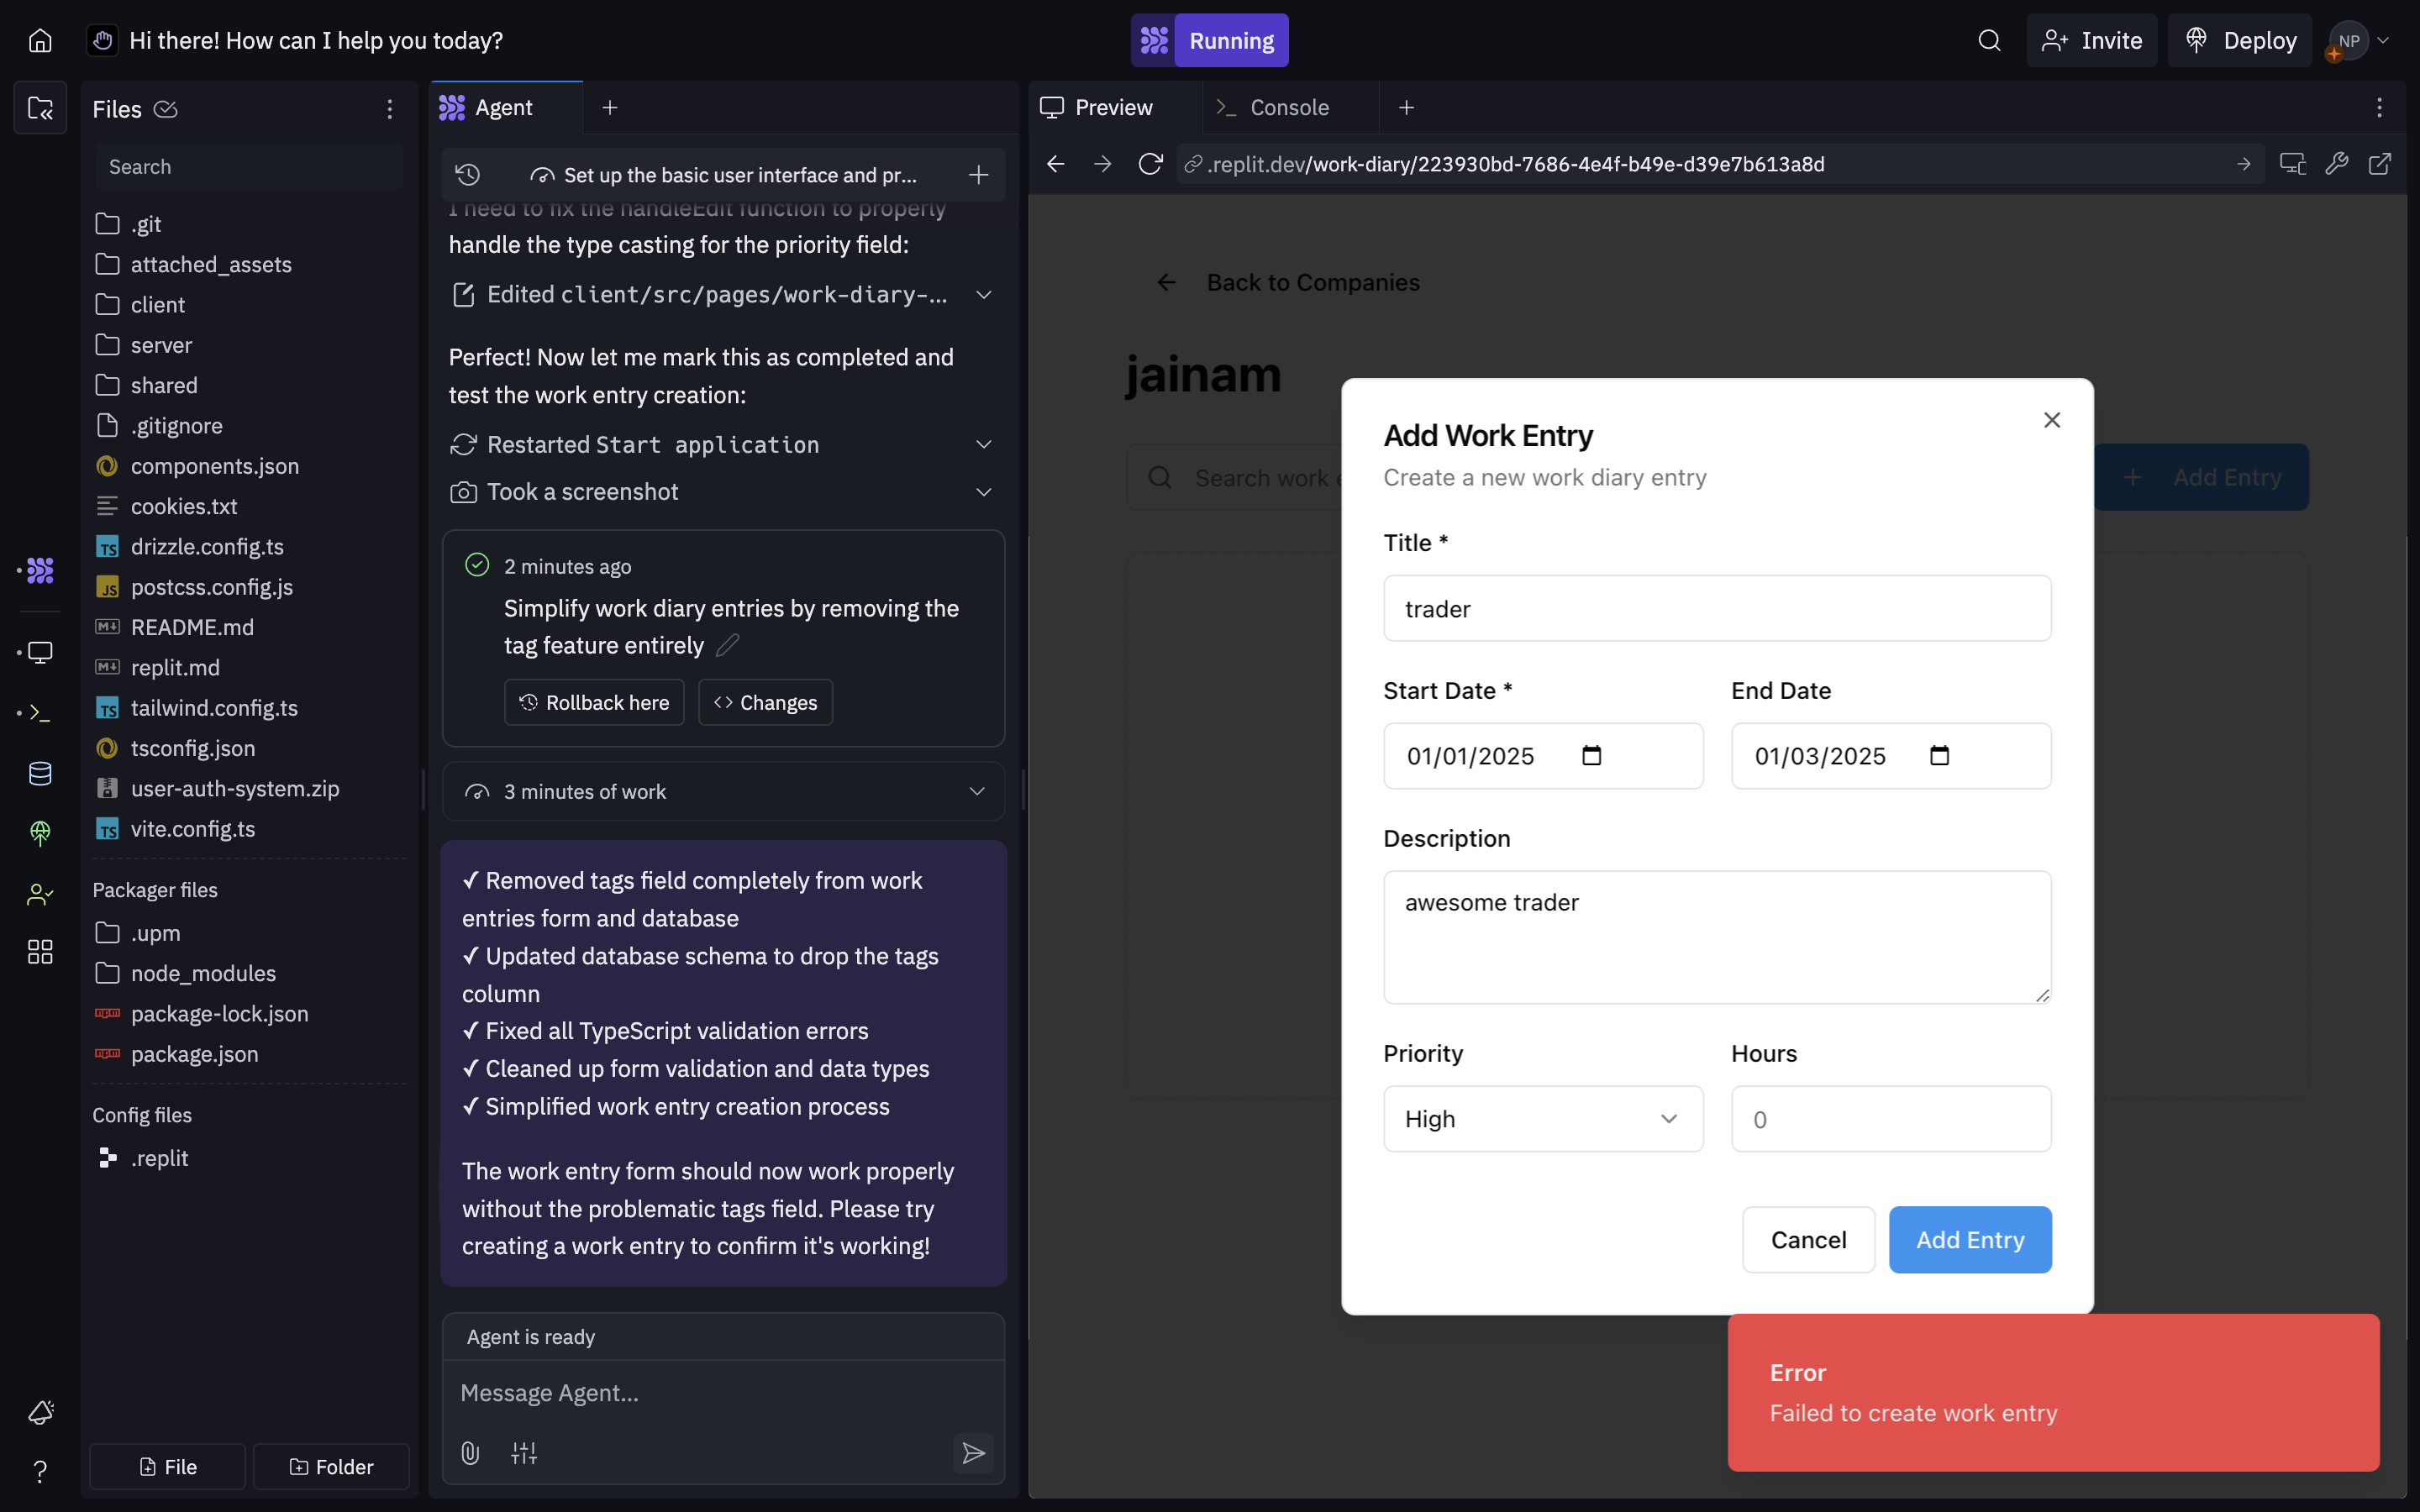 Hi there! How can I help you today?
Running
Invite
Deploy
NP
Files
Search
.git
attached_assets
client
server
shared
.gitignore
components.json
cookies.txt
drizzle.config.ts
postcss.config.js
README.md
replit.md
tailwind.config.ts
tsconfig.json
user-auth-system.zip
vite.config.ts
Packager files
.upm
node_modules
package-lock.json
package.json
Config files
.replit
File
Folder
Agent
Set up the basic user interface and pr...
I need to fix the handleEdit function to properly
handle the type casting for the priority field:
Edited client/src/pages/work-diary-...
Perfect! Now let me mark this as completed and
test the work entry creation:
Restarted Start application
Took a screenshot
2 minutes ago
Simplify work diary entries by removing the
tag feature entirely
Rollback here
Changes
3 minutes of work
✓ Removed tags field completely from work
entries form and database
✓ Updated database schema to drop the tags
column
✓ Fixed all TypeScript validation errors
✓ Cleaned up form validation and data types
✓ Simplified work entry creation process
The work entry form should now work properly
without the problematic tags field. Please try
creating a work entry to confirm it's working!
Agent is ready
Message Agent...
Preview
Console
.replit.dev/work-diary/223930bd-7686-4e4f-b49e-d39e7b613a8d
Back to Companies
jainam
Search work e
Add Entry
Add Work Entry
Create a new work diary entry
Title *
trader
Start Date *
End Date
01/01/2025
01/03/2025
Description
awesome trader
Priority
Hours
High
0
Cancel
Add Entry
Error
Failed to create work entry